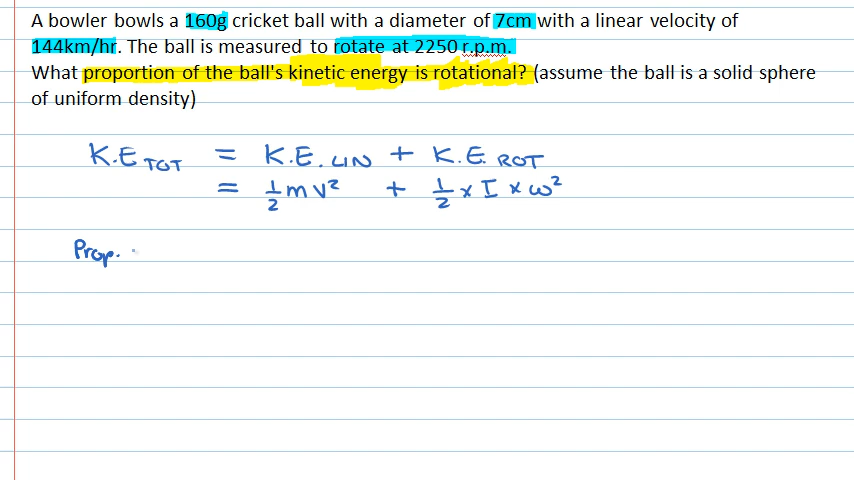 A bowler bowls a 160g cricket ball with a diameter of 7cm with a linear velocity of
144km/hr. The ball is measured to rotate at 2250 r.p.m.
What proportion of the ball's kinetic energy is rotational? (assume the ball is a solid sphere
of uniform density)
K.E TOT = K.E. LIN + K.E. ROT
= 1/2 m v² + 1/2 × I × ω²
Prop.